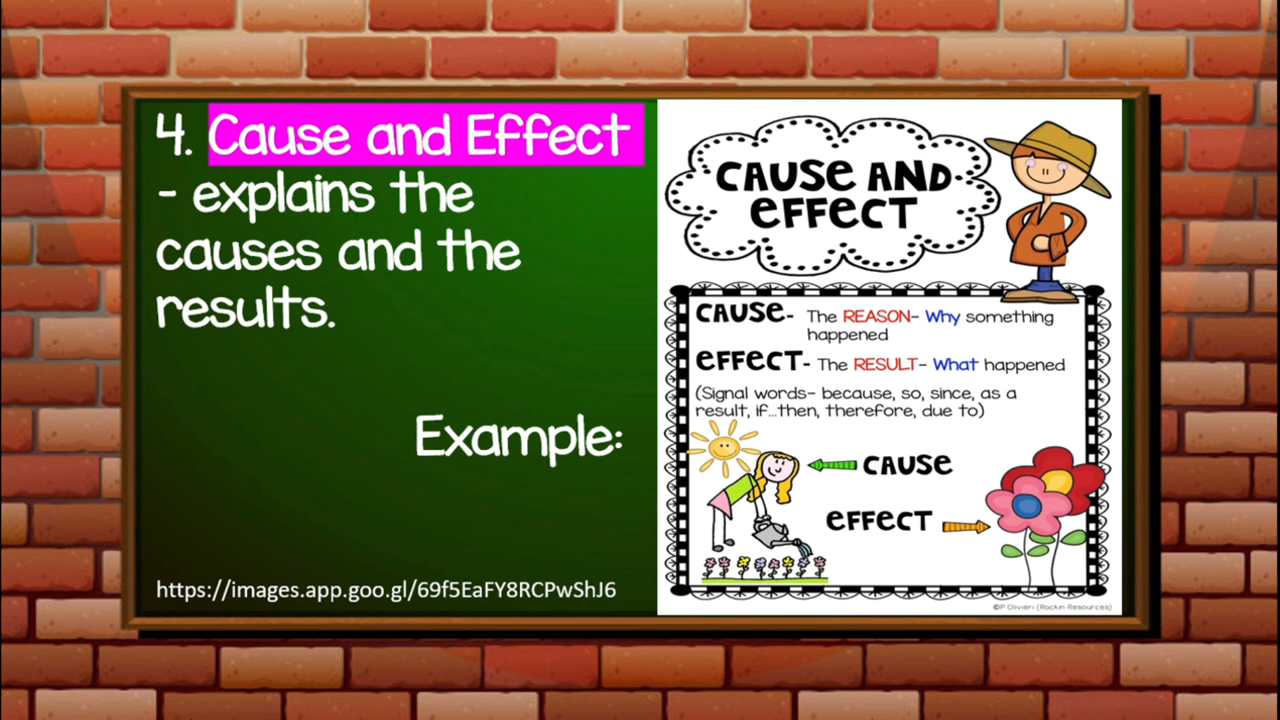 4. Cause and Effect
- explains the
causes and the
results.
Example:
https://images.app.goo.gl/69f5EaFY8RCPwShJ6
CAUSE AND
EFFECT
CAUSE- The REASON- Why something
happened
EFFECT- The RESULT- What happened
(Signal words- because, so, since, as a
result, if...then, therefore, due to)
CAUSE
EFFECT
©P Olivieri (Rockin Resources)